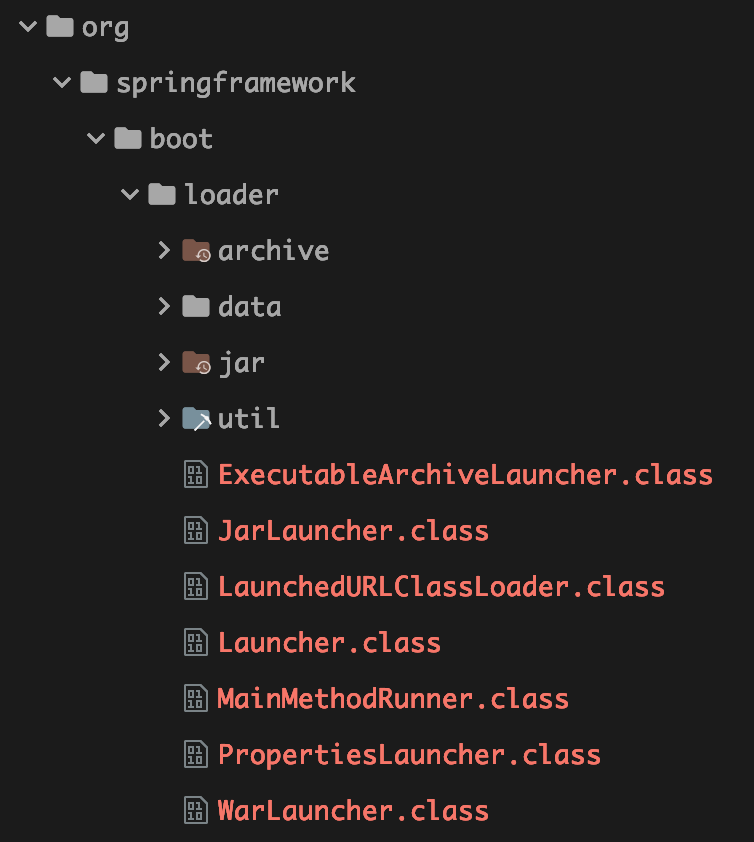 org
springframework
boot
loader
archive
data
jar
util
ExecutableArchiveLauncher.class
JarLauncher.class
LaunchedURLClassLoader.class
Launcher.class
MainMethodRunner.class
PropertiesLauncher.class
WarLauncher.class